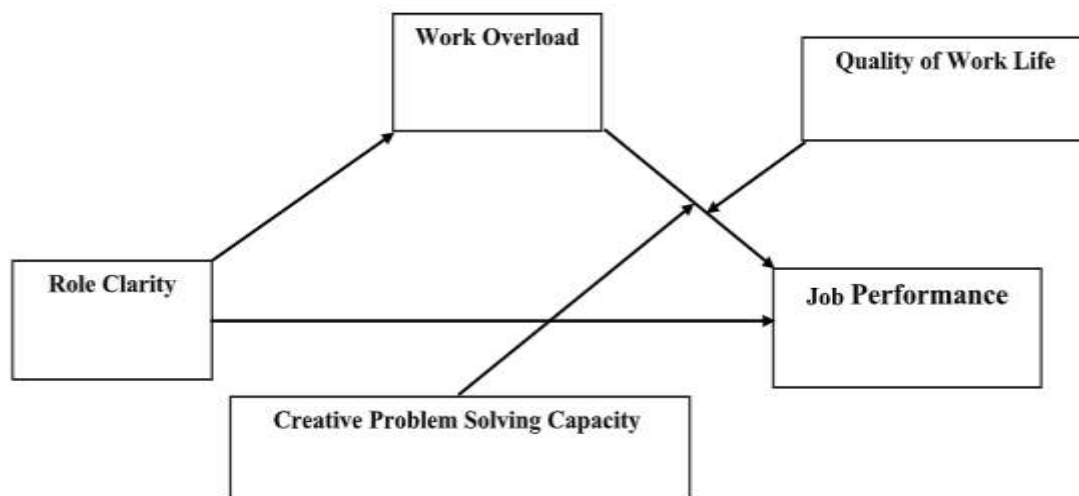 Work Overload
Quality of Work Life
Role Clarity
Job Performance
Creative Problem Solving Capacity